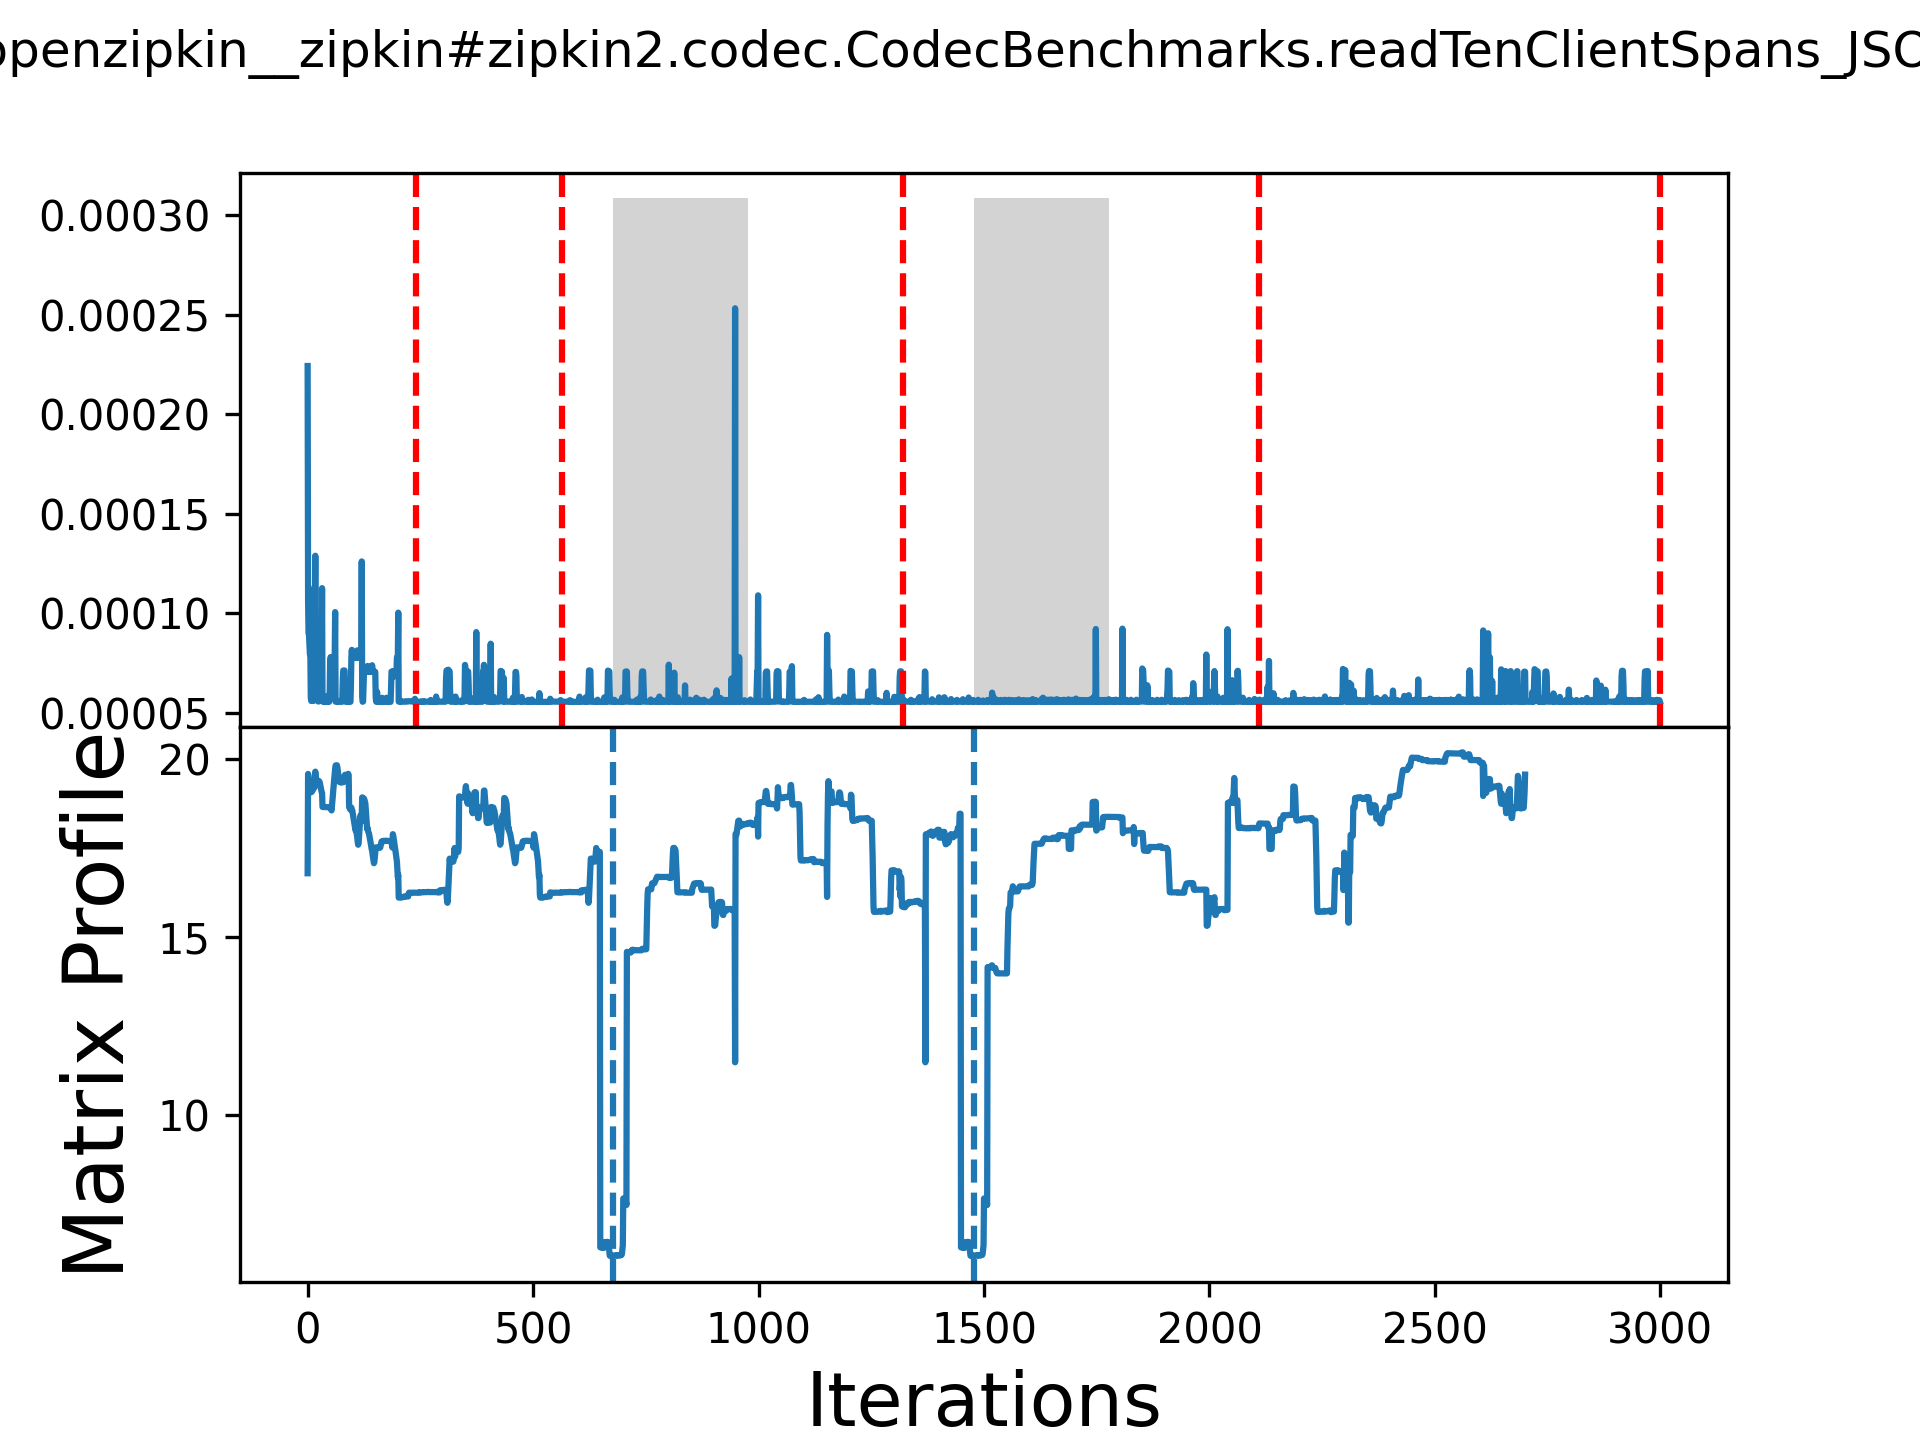 openzipkin__zipkin#zipkin2.codec.CodecBenchmarks.readTenClientSpans_JSO
0.00030
0.00025
0.00020
0.00015
0.00010
0.00005
20
15
10
Matrix Profile
0 500 1000 1500 2000 2500 3000
Iterations